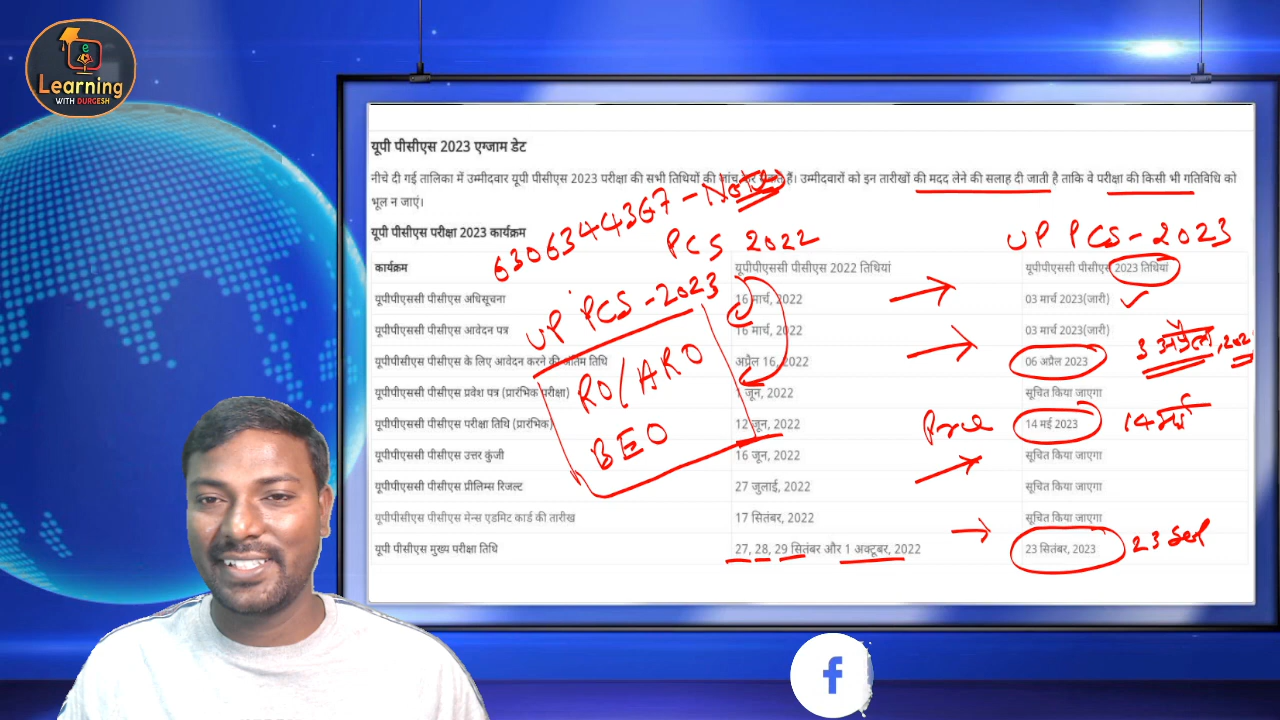 e
Learning
WITH DURGESH
यूपी पीसीएस 2023 एग्जाम डेट
नीचे दी गई तालिका में उम्मीदवार यूपी पीसीएस 2023 परीक्षा की सभी तिथियों की जांच कर सकते हैं। उम्मीदवारों को इन तारीखों की मदद लेने की सलाह दी जाती है ताकि वे परीक्षा की किसी भी गतिविधि को
भूल न जाएं।
6306344367 - Notes
यूपी पीसीएस परीक्षा 2023 कार्यक्रम
PCS 2022
UP PCS - 2023
कार्यक्रम यूपीपीएससी पीसीएस 2022 तिथियां यूपीपीएससी पीसीएस 2023 तिथियां
यूपीपीएससी पीसीएस अधिसूचना 16 मार्च, 2022 03 मार्च 2023(जारी)
UP PCS - 2023
यूपीपीएससी पीसीएस आवेदन पत्र 16 मार्च, 2022 03 मार्च 2023(जारी)
यूपीपीएससी पीसीएस के लिए आवेदन करने की अंतिम तिथि अप्रैल 16, 2022 06 अप्रैल 2023
3 अप्रैल, 202
RO/ARO
यूपीपीएससी पीसीएस प्रवेश पत्र (प्रारंभिक परीक्षा) 1 जून, 2022 सूचित किया जाएगा
यूपीपीएससी पीसीएस परीक्षा तिथि (प्रारंभिक) 12 जून, 2022 14 मई 2023
Pre 14 मई
BEO
यूपीपीएससी पीसीएस उत्तर कुंजी 16 जून, 2022 सूचित किया जाएगा
यूपीपीएससी पीसीएस प्रीलिम्स रिजल्ट 27 जुलाई, 2022 सूचित किया जाएगा
यूपीपीसीएस पीसीएस मेन्स एडमिट कार्ड की तारीख 17 सितंबर, 2022 सूचित किया जाएगा
यूपी पीसीएस मुख्य परीक्षा तिथि 27, 28, 29 सितंबर और 1 अक्टूबर, 2022 23 सितंबर, 2023
23 Sep
f